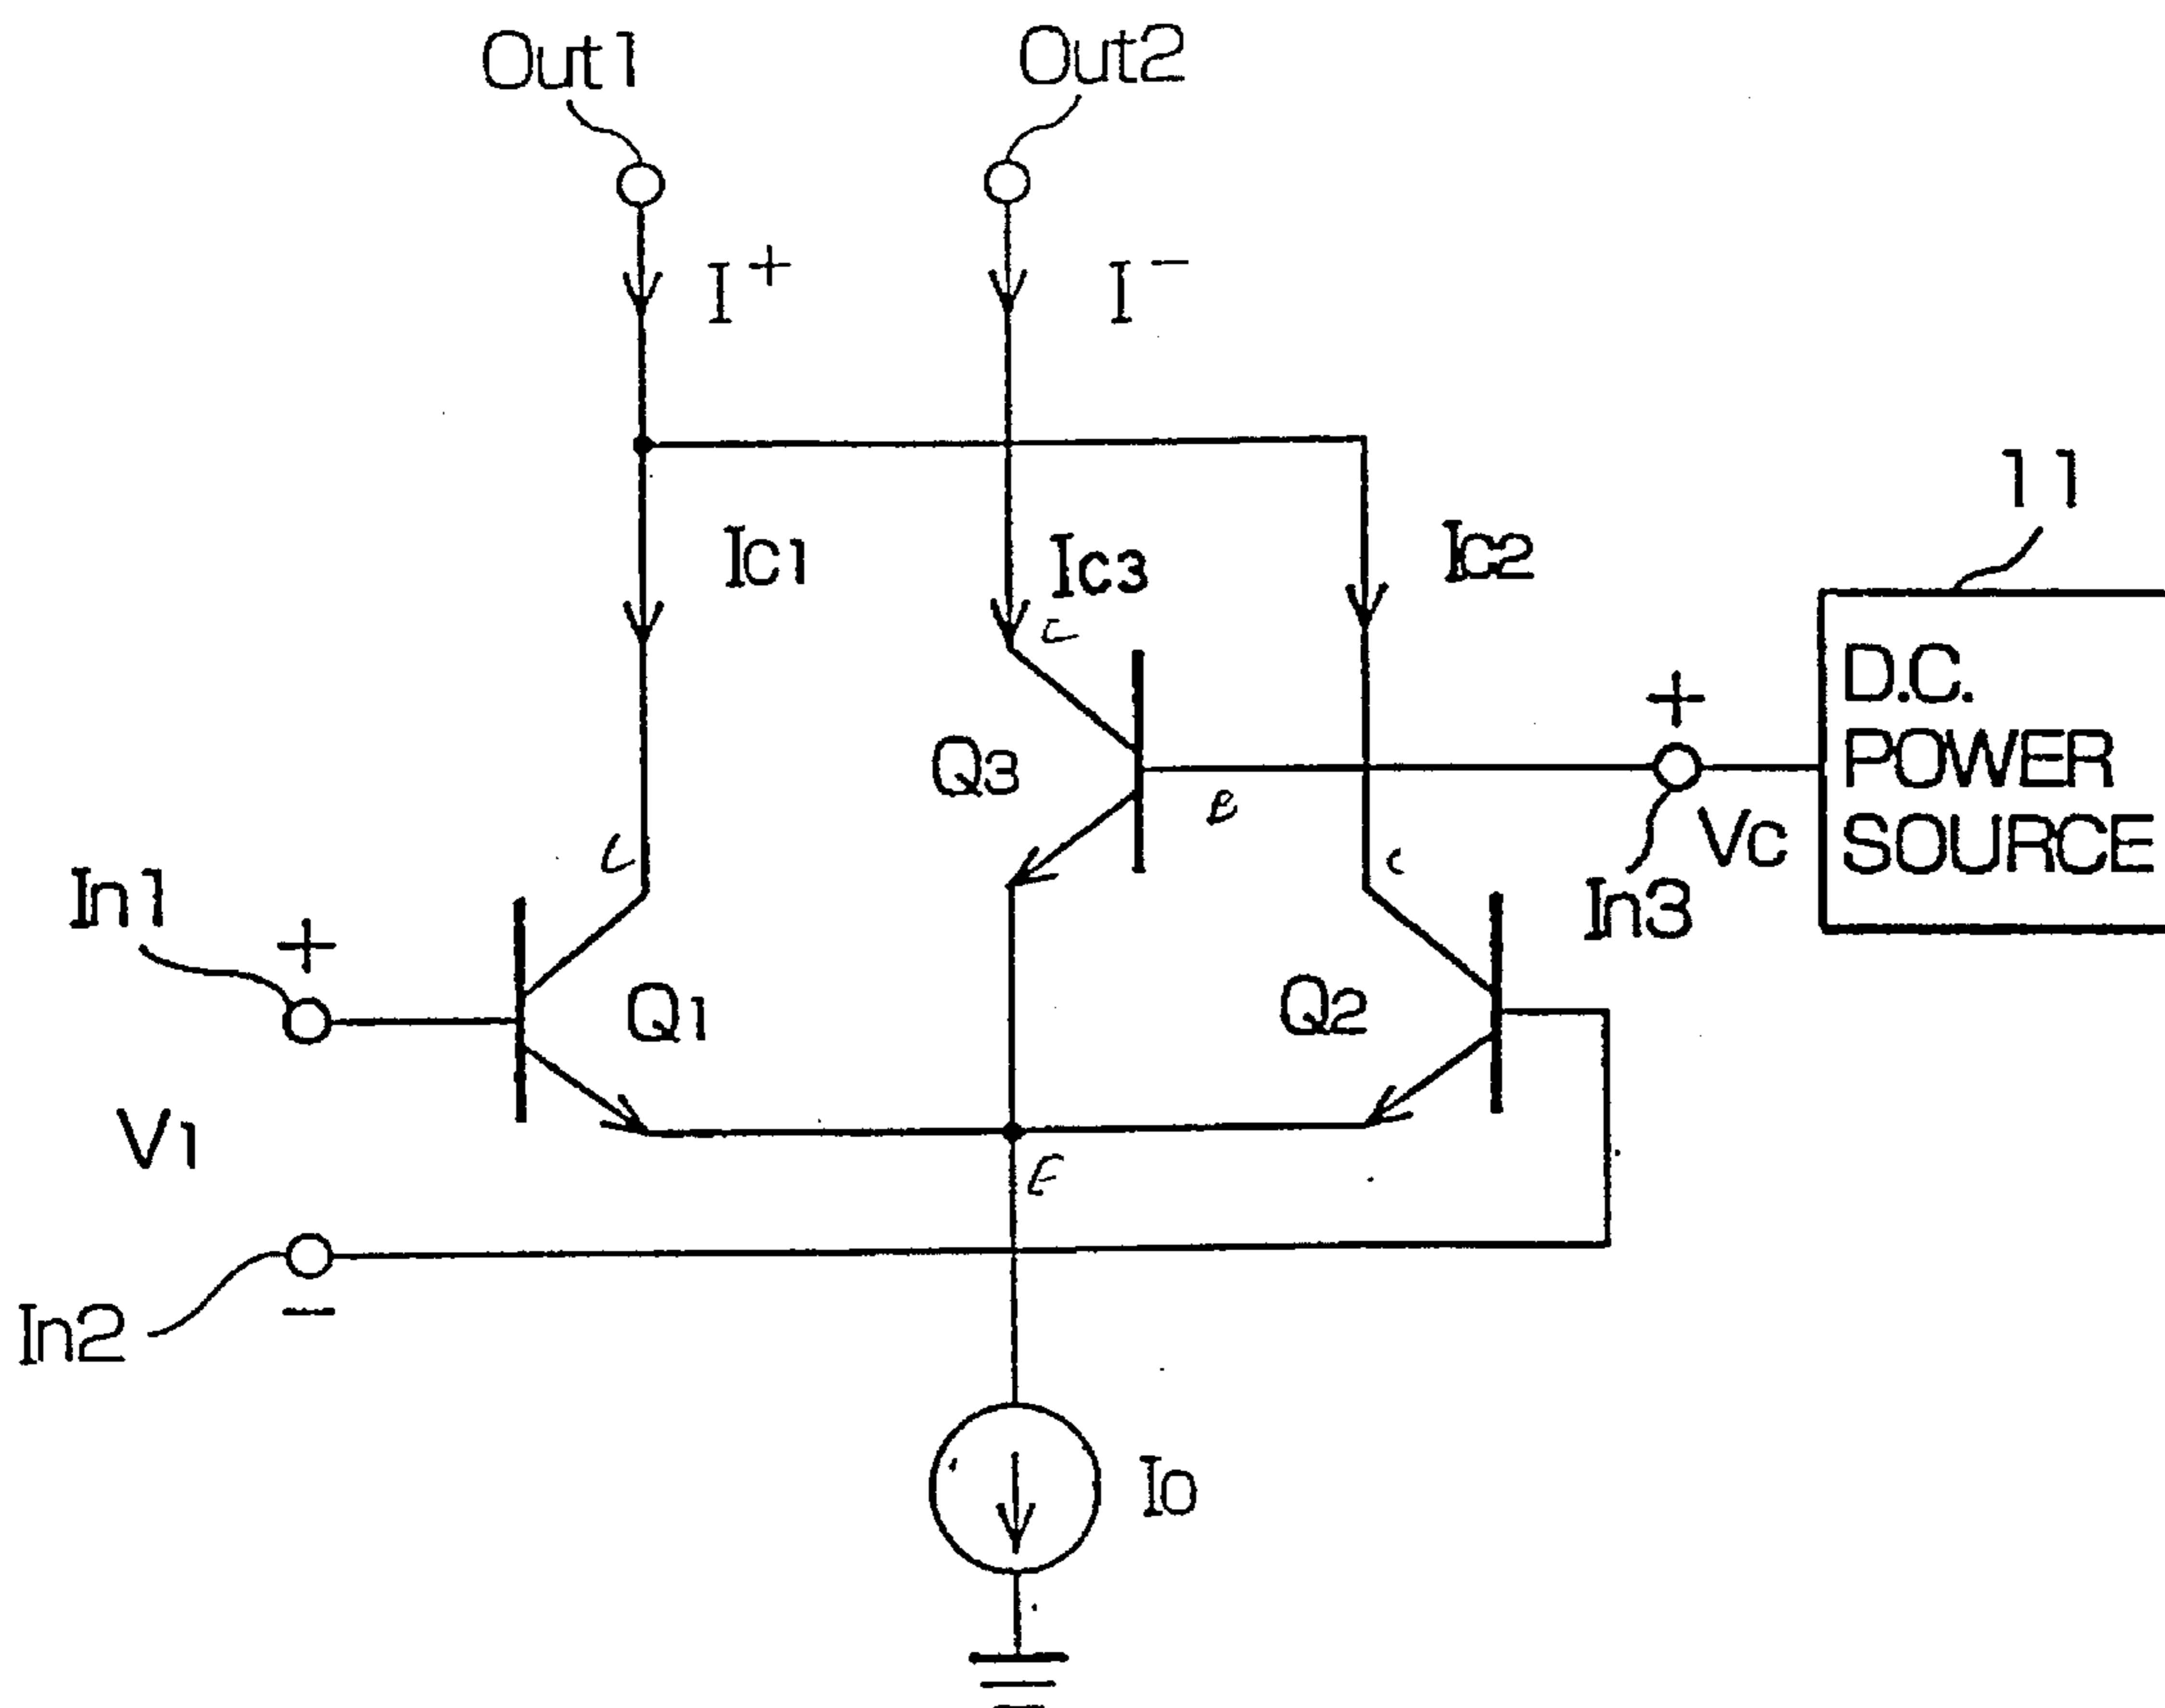 Out1
Out2
I+
I-
Ic1
Ic3
Ic2
11
c
D.C.
POWER
SOURCE
+
Q3
B
Vc
In3
c
c
In1
+
Q1
Q2
V1
E
In2
-
Io